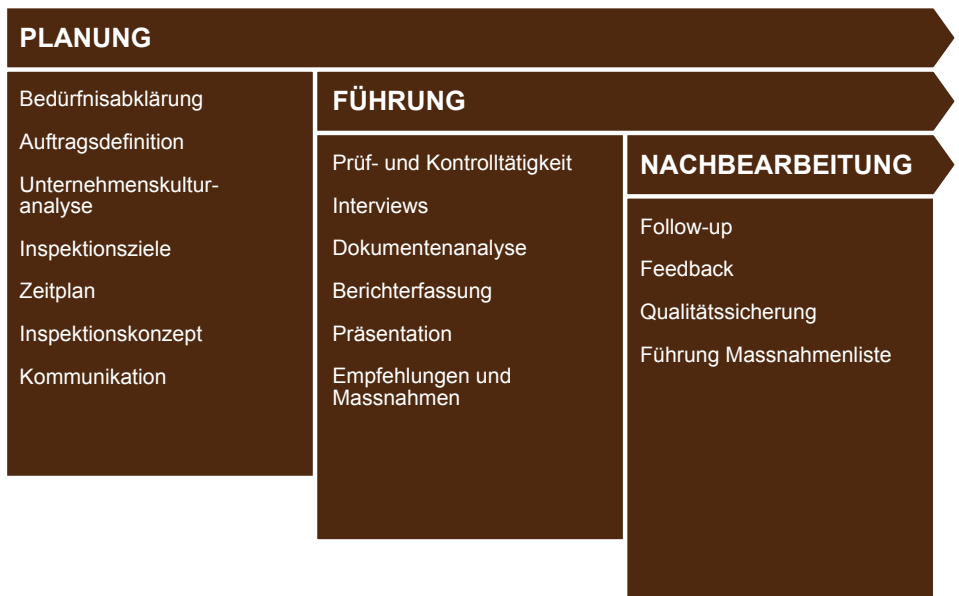 PLANUNG
Bedürfnisabklärung
Auftragsdefinition
Unternehmenskultur-
analyse
Inspektionsziele
Zeitplan
Inspektionskonzept
Kommunikation
FÜHRUNG
Prüf- und Kontrolltätigkeit
Interviews
Dokumentenanalyse
Berichterfassung
Präsentation
Empfehlungen und
Massnahmen
NACHBEARBEITUNG
Follow-up
Feedback
Qualitätssicherung
Führung Massnahmenliste